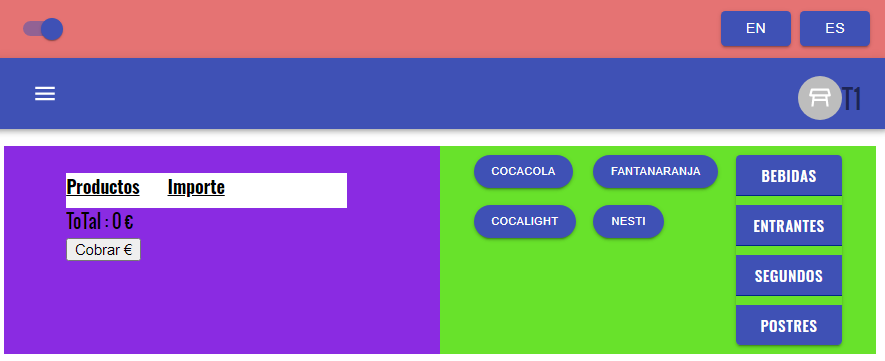 EN ES
T1
Productos Importe
ToTal : 0 €
Cobrar €
COCACOLA FANTANARANJA
COCALIGHT NESTI
BEBIDAS
ENTRANTES
SEGUNDOS
POSTRES